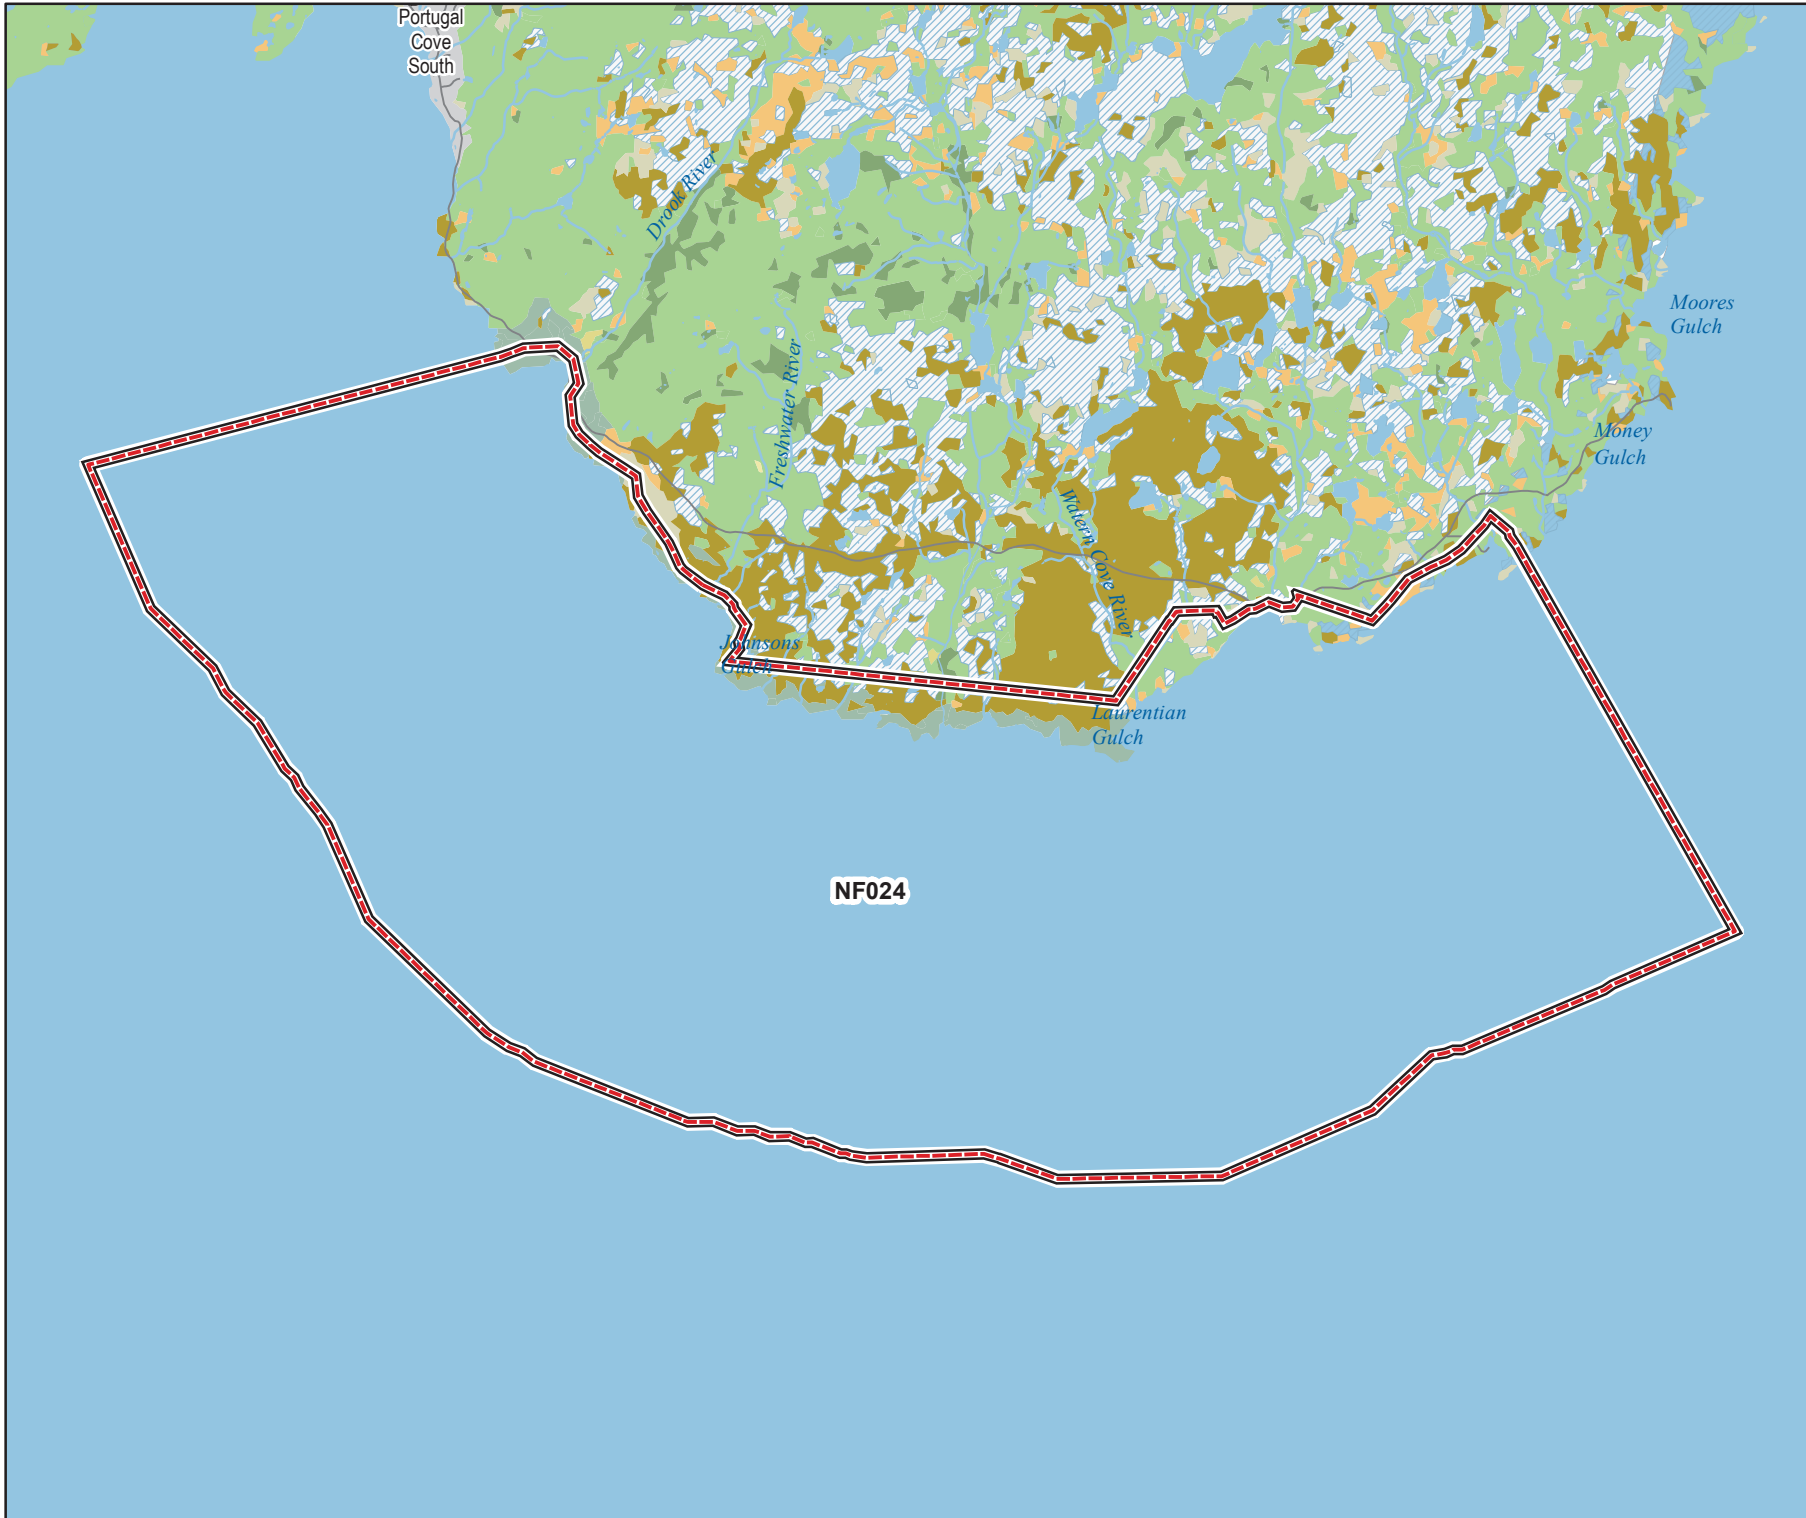 Portugal
Cove
South
Drook River
Moores
Gulch
Freshwater River
Money
Gulch
Watern Cove River
Johnsons
Gulch
Laurentian
Gulch
NF024